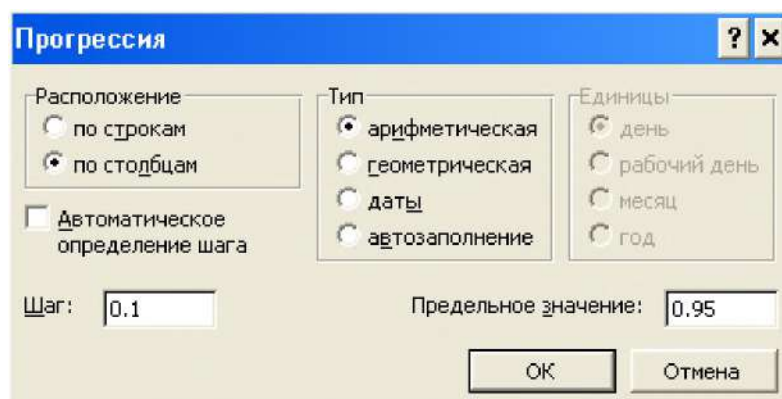 Прогрессия
Расположение
по строкам
по столбцам
Автоматическое
определение шага
Тип
арифметическая
геометрическая
даты
автозаполнение
Единицы
день
рабочий день
месяц
год
Шаг: 0.1
Предельное значение: 0.95
ОК
Отмена